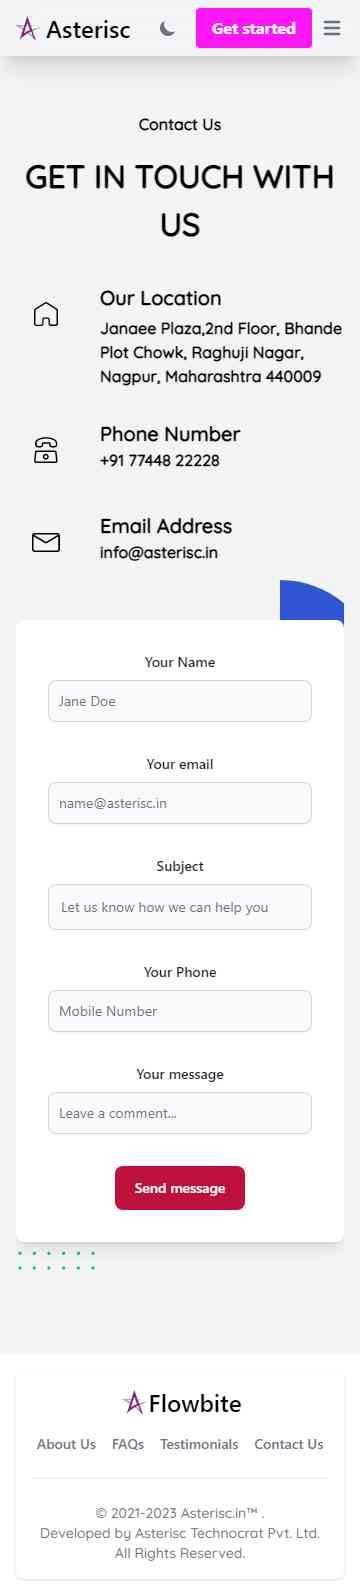 Asterisc
Get started
Contact Us
GET IN TOUCH WITH
US
Our Location
Janaee Plaza,2nd Floor, Bhande
Plot Chowk, Raghuji Nagar,
Nagpur, Maharashtra 440009
Phone Number
+91 77448 22228
Email Address
info@asterisc.in
Your Name
Jane Doe
Your email
name@asterisc.in
Subject
Let us know how we can help you
Your Phone
Mobile Number
Your message
Leave a comment...
Send message
Flowbite
About Us FAQs Testimonials Contact Us
© 2021-2023 Asterisc.in™ .
Developed by Asterisc Technocrat Pvt. Ltd.
All Rights Reserved.